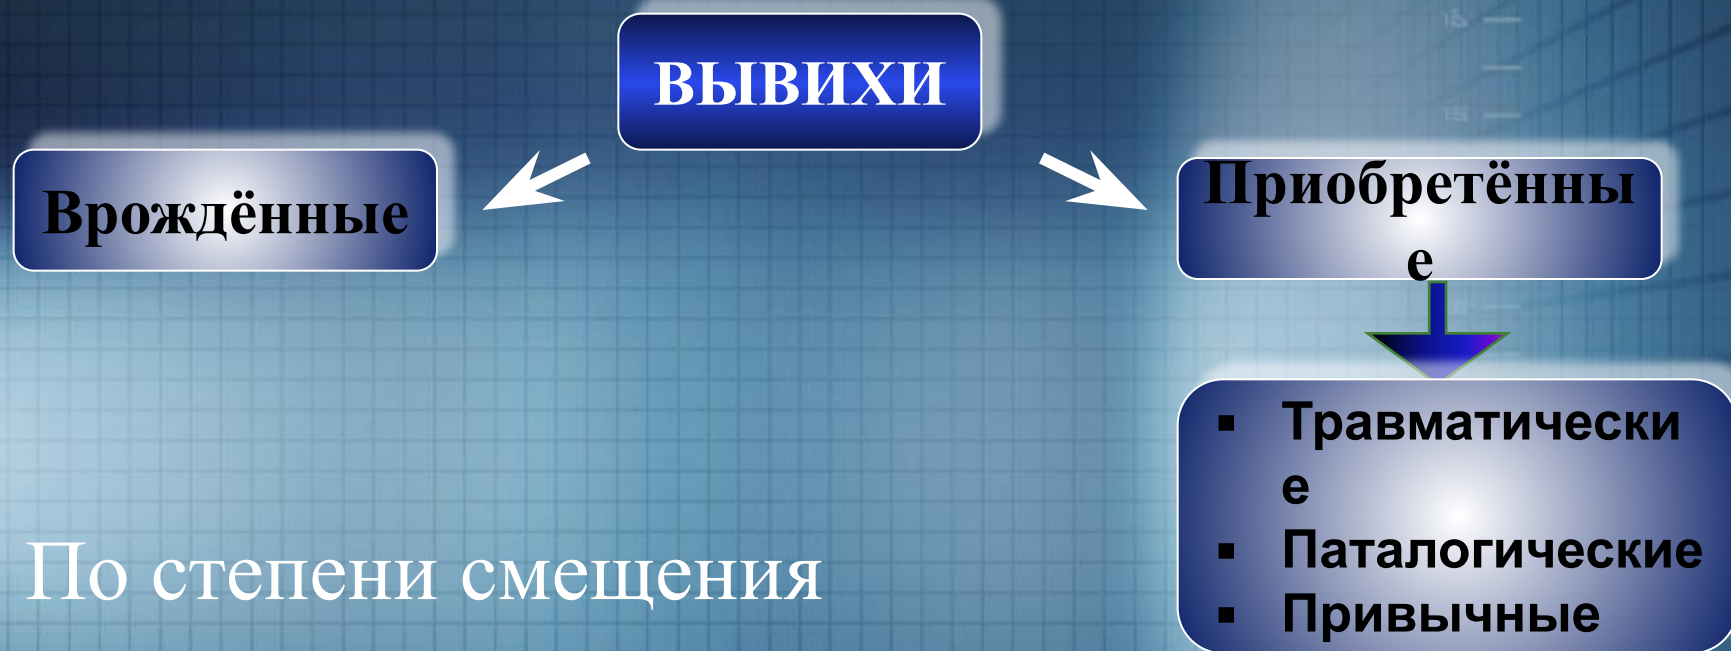 ВЫВИХИ
Врождённые
Приобретённы
е
▪ Травматически
е
▪ Паталогические
▪ Привычные
По степени смещения